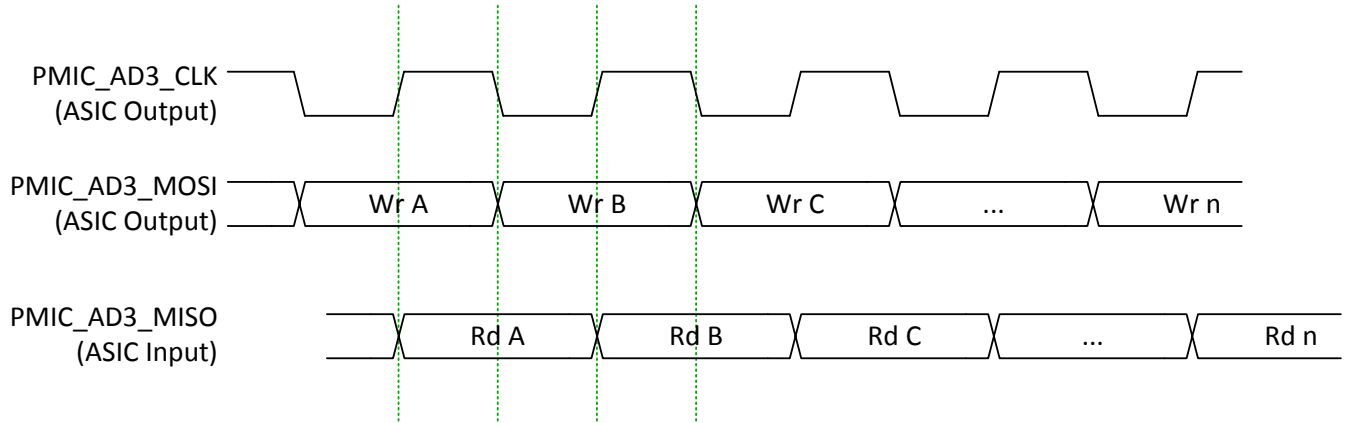 PMIC_AD3_CLK
(ASIC Output)
PMIC_AD3_MOSI
(ASIC Output)
Wr A
Wr B
Wr C
...
Wr n
PMIC_AD3_MISO
(ASIC Input)
Rd A
Rd B
Rd C
...
Rd n